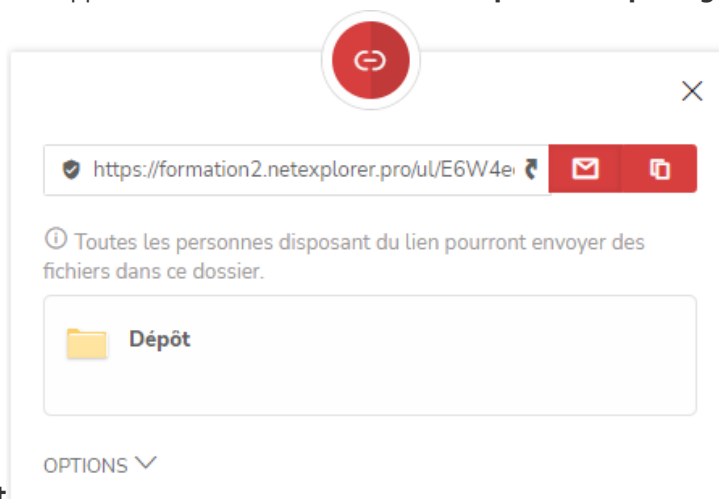 https://formation2.netexplorer.pro/ul/E6W4e
Toutes les personnes disposant du lien pourront envoyer des
fichiers dans ce dossier.
Dépôt
OPTIONS